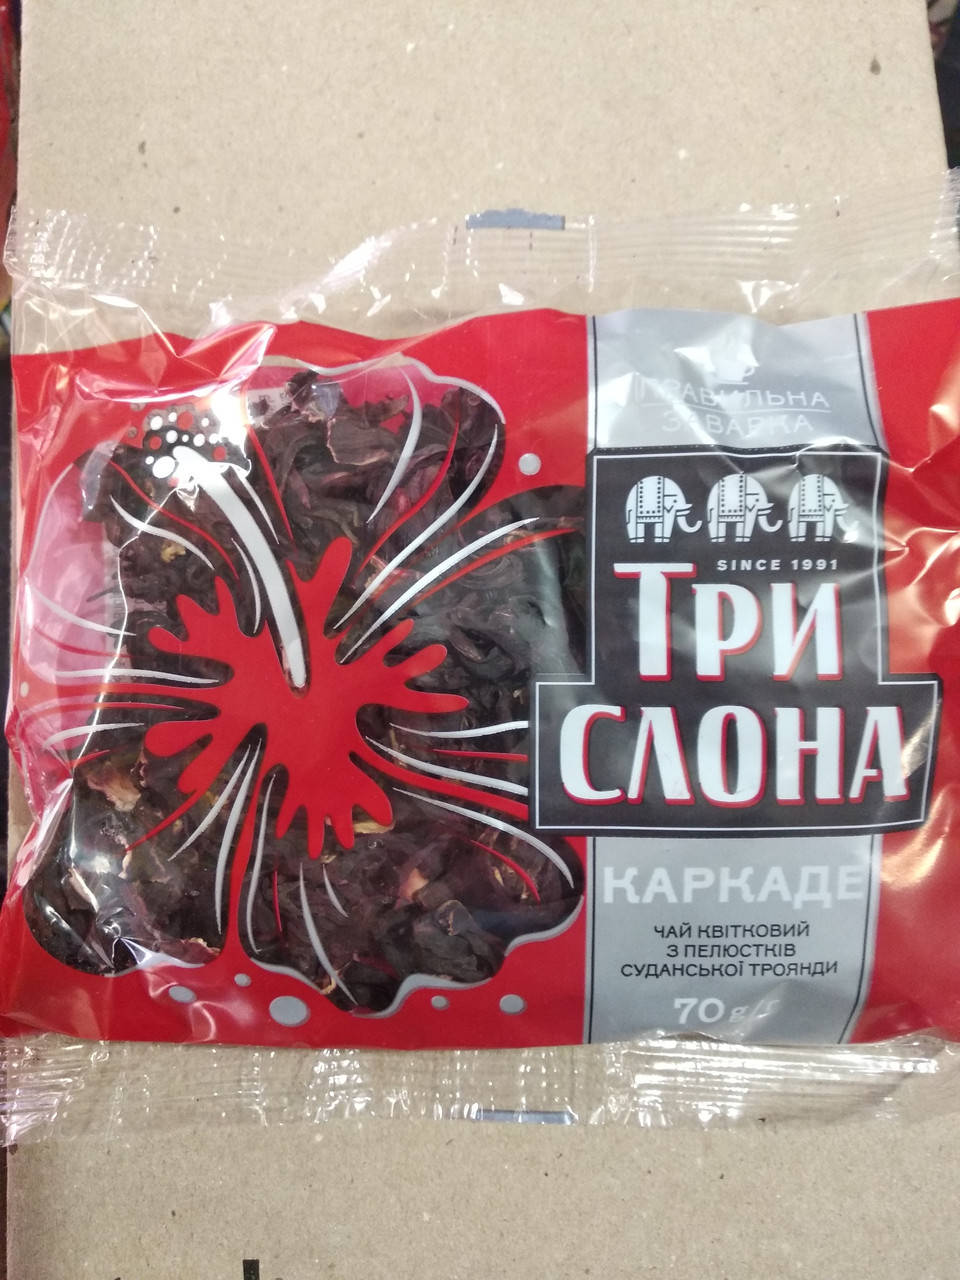 ПРАВИЛЬНА
ЗАВАРКА
SINCE 1991
ТРИ
СЛОНА
КАРКАДЕ
ЧАЙ КВІТКОВИЙ
З ПЕЛЮСТКІВ
СУДАНСЬКОЇ ТРОЯНДИ
70 g/г